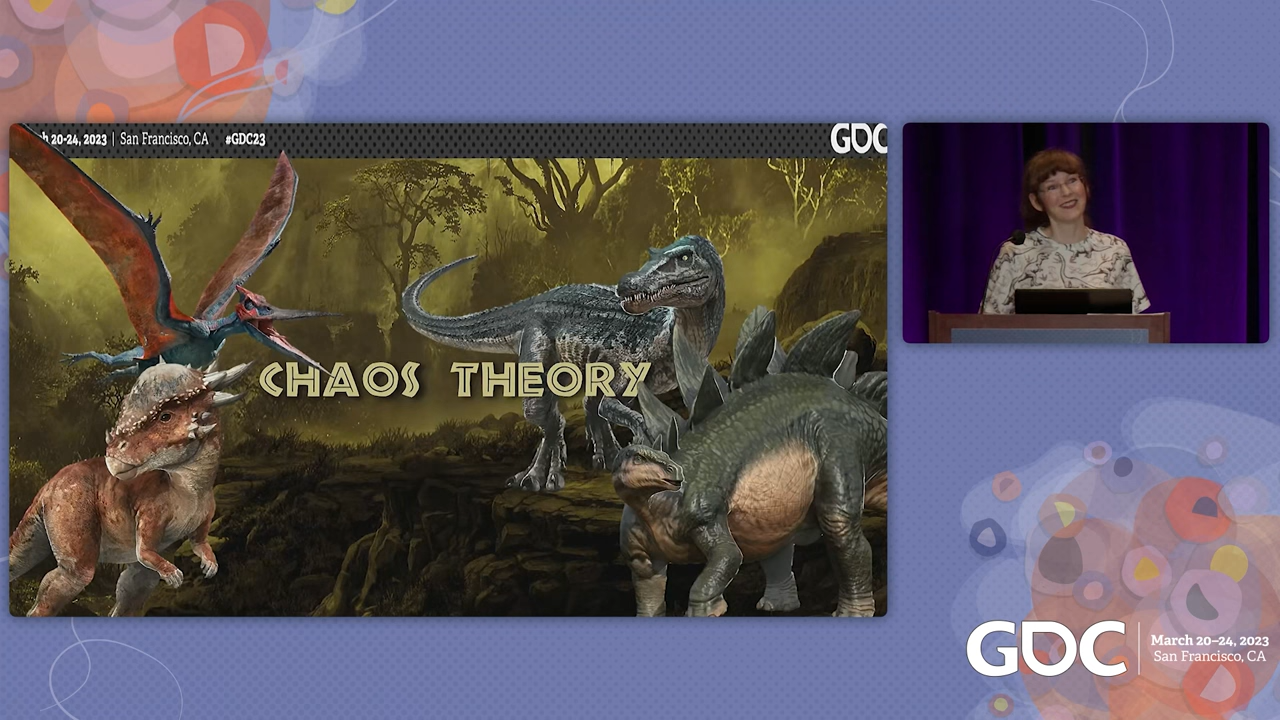 h 20-24, 2023 | San Francisco, CA #GDC23
GDC
CHAOS THEORY
GDC
March 20–24, 2023
San Francisco, CA